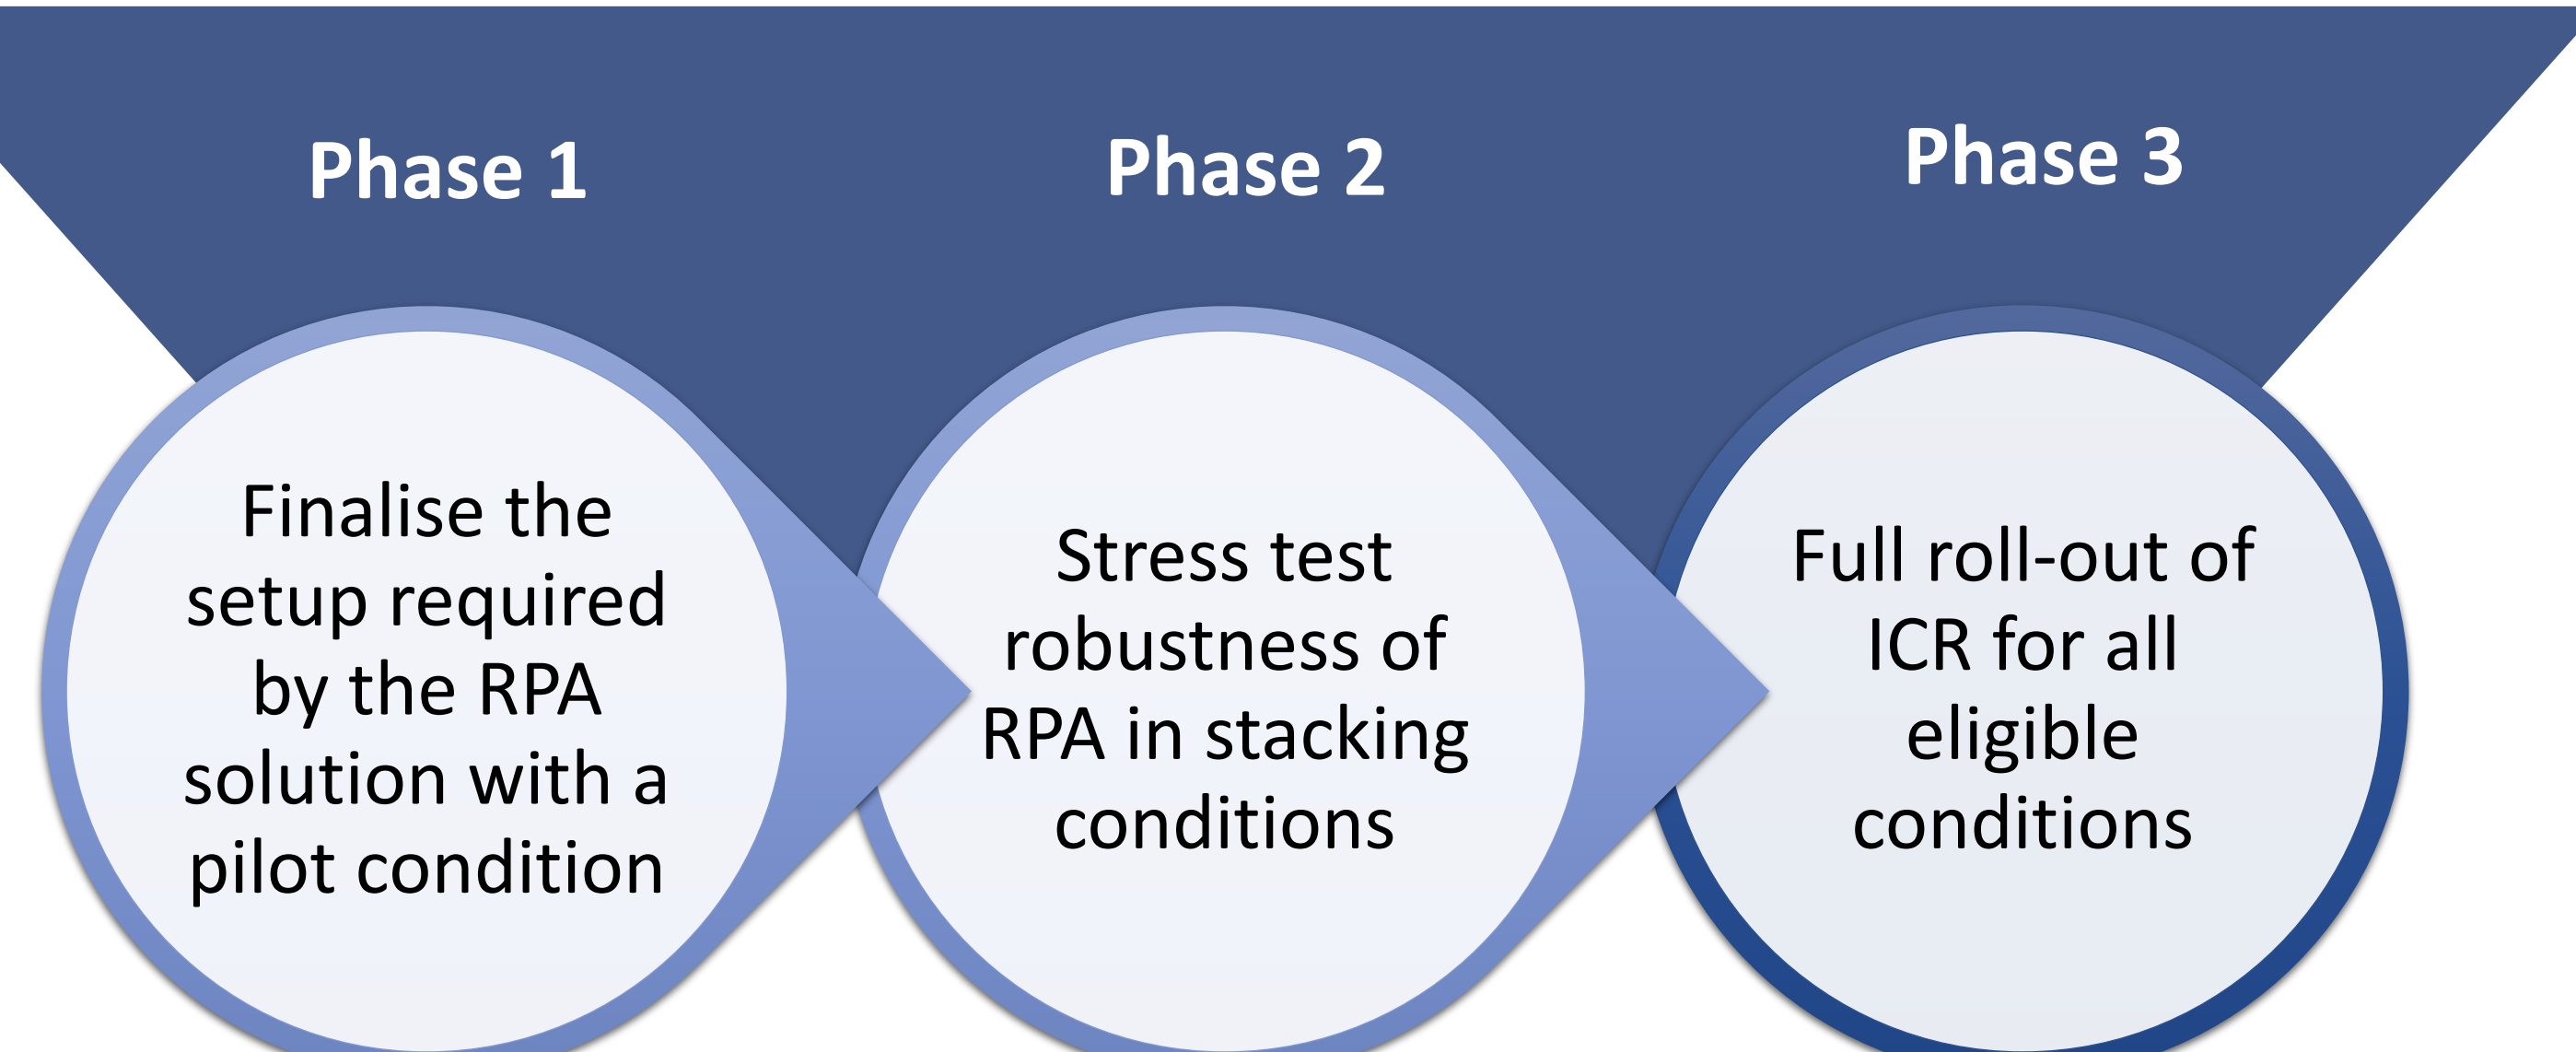 Phase 1
Phase 2
Phase 3
Finalise the
setup required
by the RPA
solution with a
pilot condition
Stress test
robustness of
RPA in stacking
conditions
Full roll-out of
ICR for all
eligible
conditions